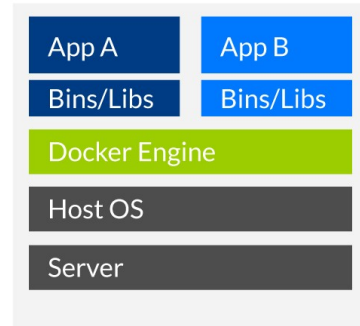 App A
App B
Bins/Libs
Bins/Libs
Docker Engine
Host OS
Server